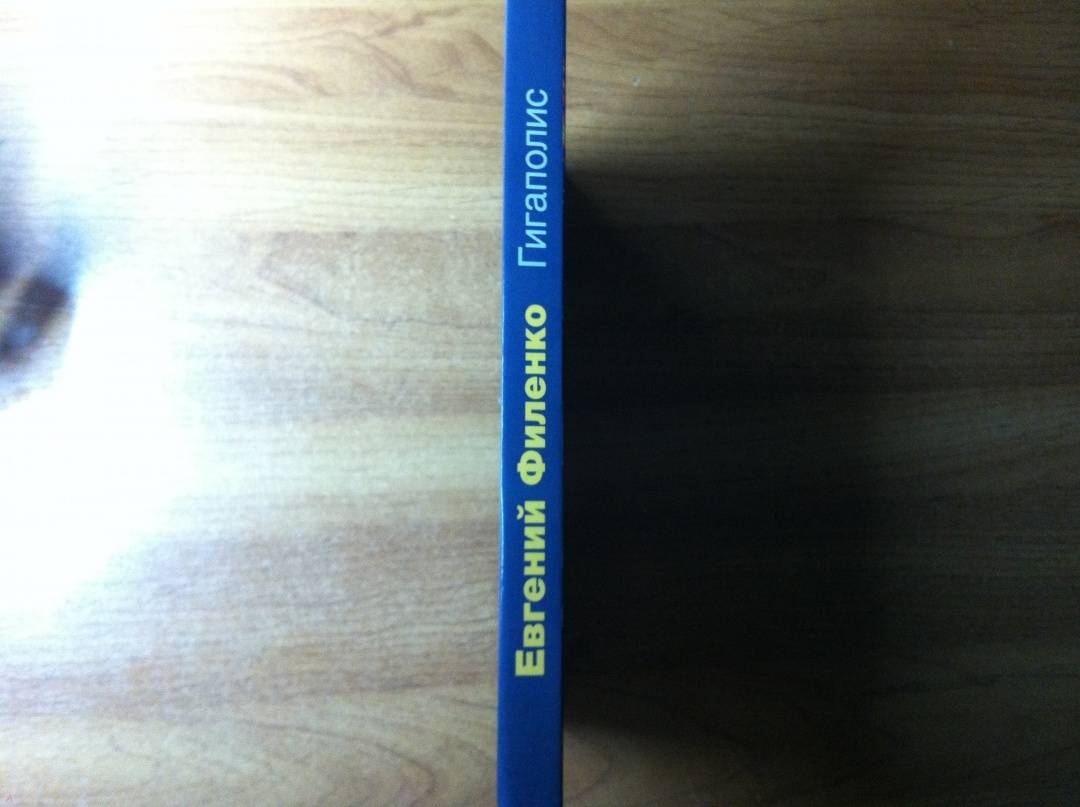 Евгений Филенко Гигаполис